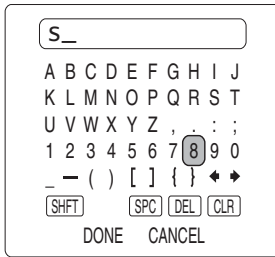 S_
A B C D E F G H I J
K L M N O P Q R S T
U V W X Y Z , . : ;
1 2 3 4 5 6 7 8 9 0
_ — ( ) [ ] { } ← →
SHFT SPC DEL CLR
DONE CANCEL